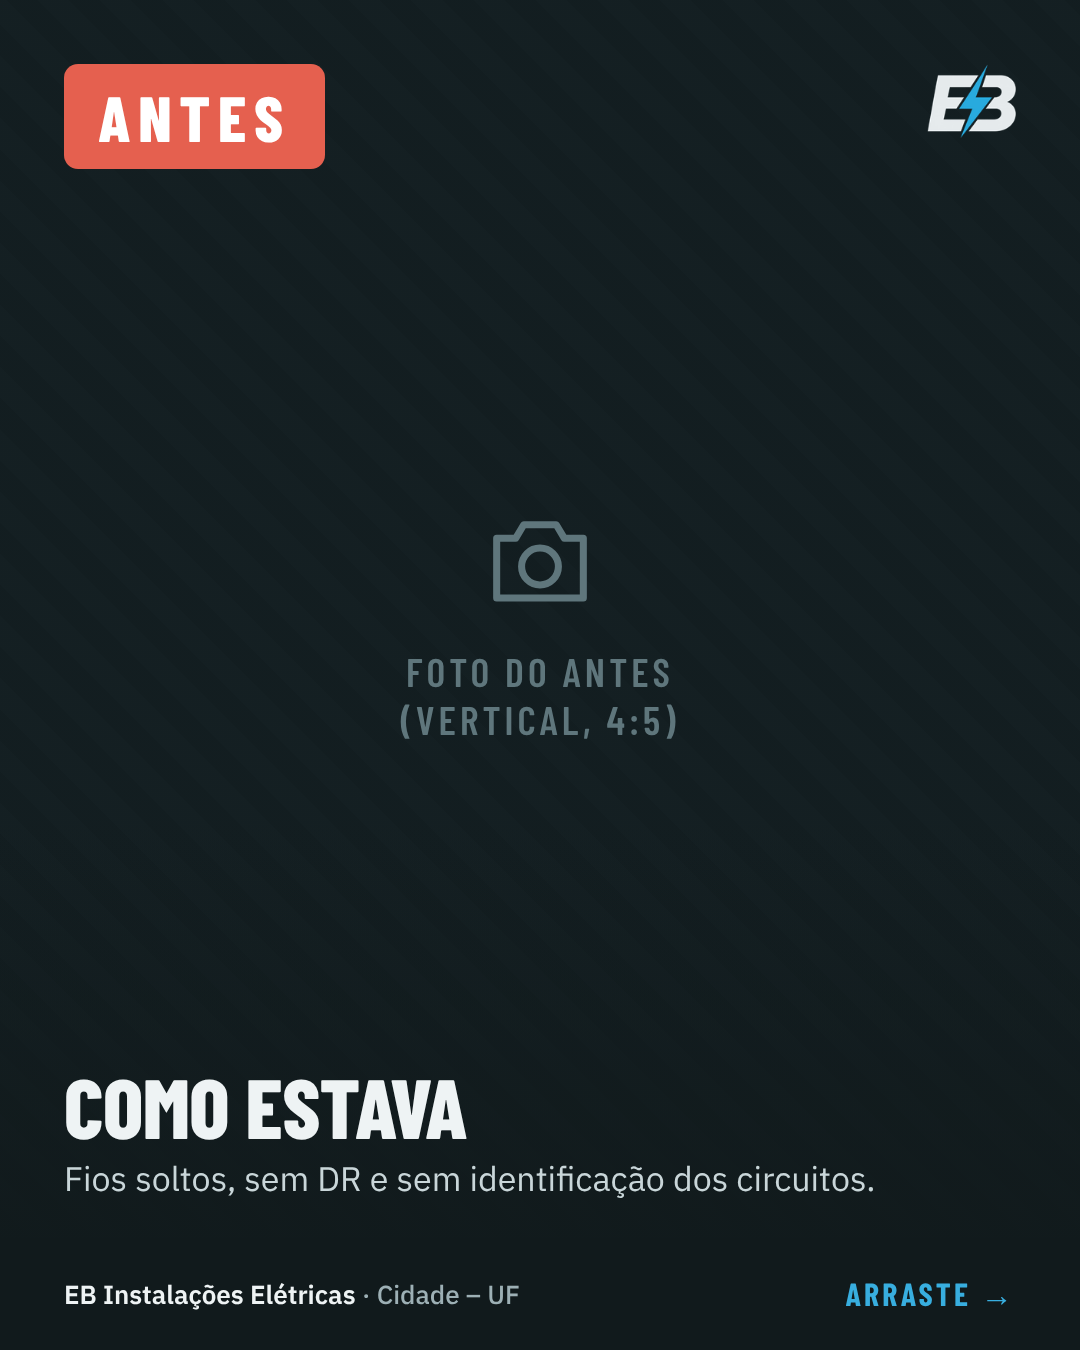 ANTES
EB
FOTO DO ANTES
(VERTICAL, 4:5)
COMO ESTAVA
Fios soltos, sem DR e sem identificação dos circuitos.
EB Instalações Elétricas · Cidade – UF
ARRASTE →